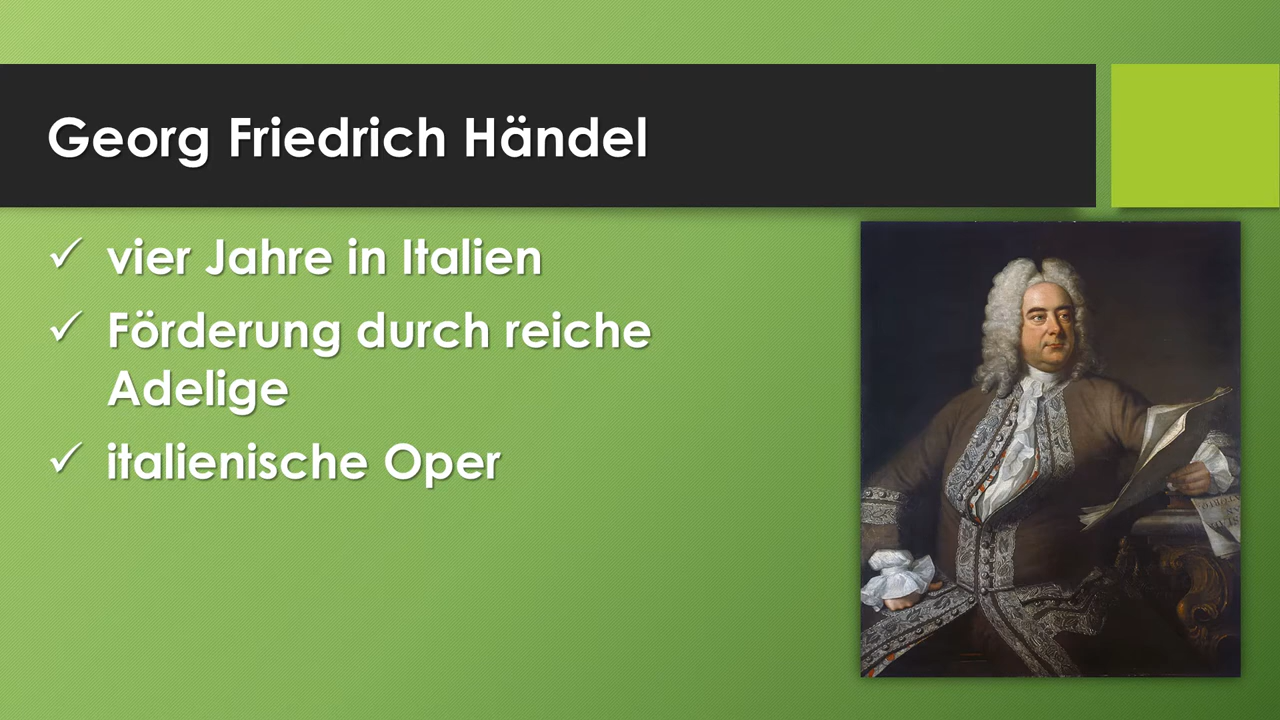 Georg Friedrich Händel
✓ vier Jahre in Italien
✓ Förderung durch reiche
Adelige
✓ italienische Oper